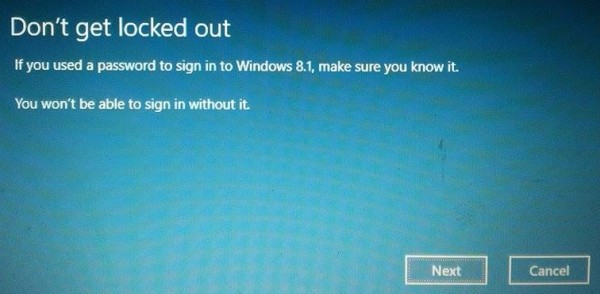 Don't get locked out
If you used a password to sign in to Windows 8.1, make sure you know it.
You won't be able to sign in without it.
Next
Cancel